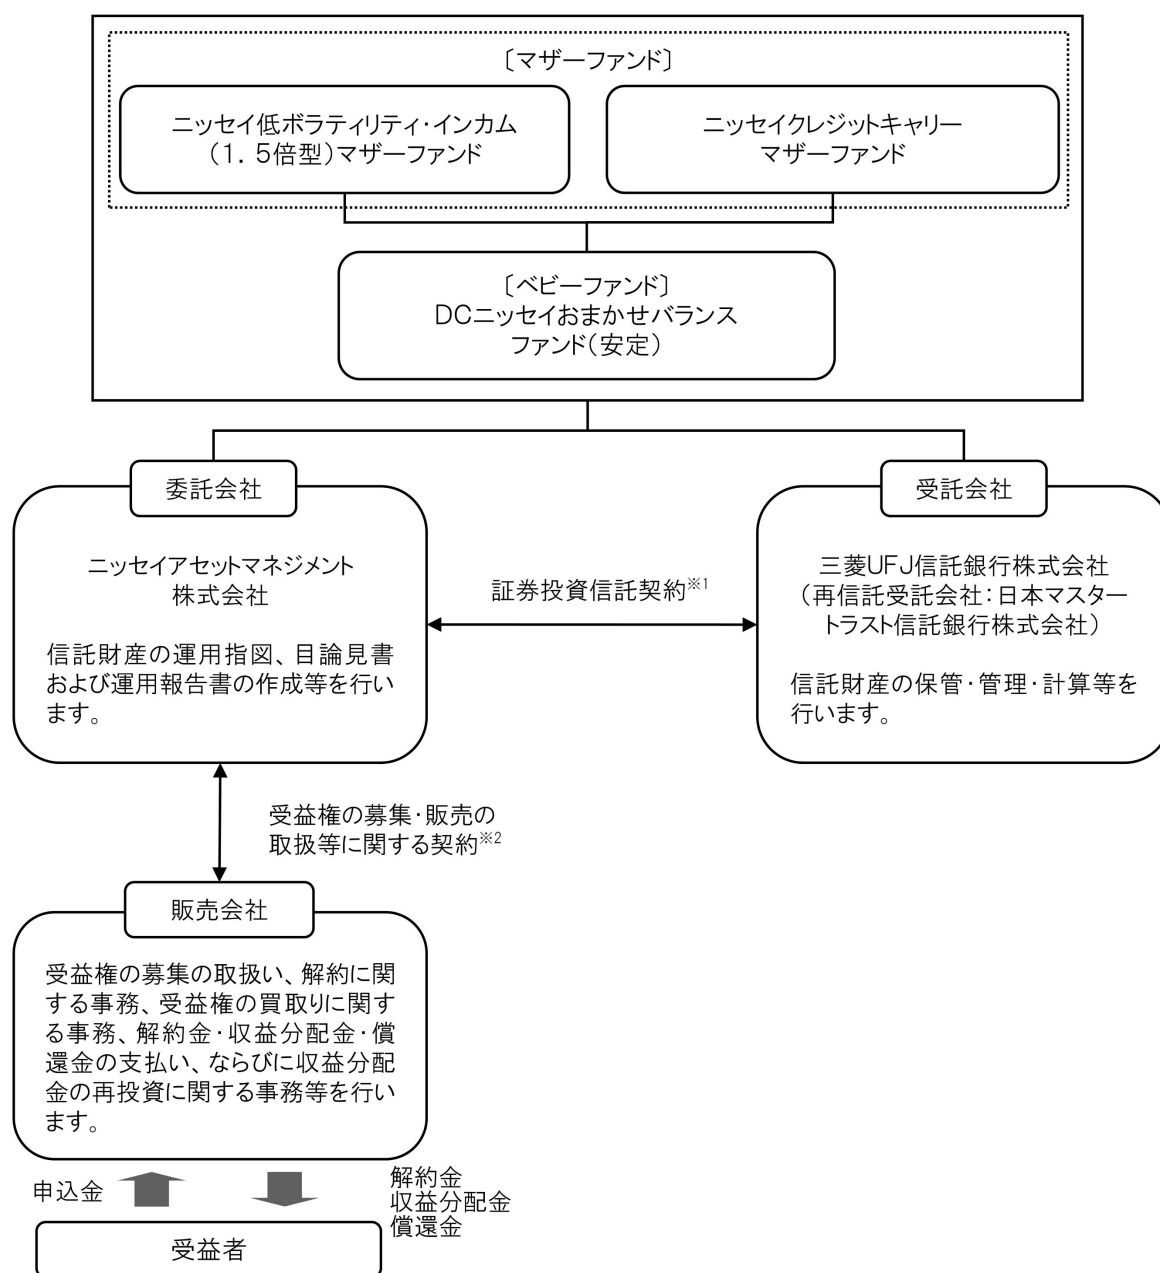 〔マザーファンド〕
ニッセイ低ボラティリティ・インカム
（1．5倍型）マザーファンド
ニッセイクレジットキャリー
マザーファンド
〔ベビーファンド〕
DCニッセイおまかせバランス
ファンド（安定）
委託会社
ニッセイアセットマネジメント
株式会社
信託財産の運用指図、目論見書
および運用報告書の作成等を行い
ます。
証券投資信託契約※1
受託会社
三菱UFJ信託銀行株式会社
（再信託受託会社：日本マスター
トラスト信託銀行株式会社）
信託財産の保管・管理・計算等を
行います。
受益権の募集・販売の
取扱等に関する契約※2
販売会社
受益権の募集の取扱い、解約に関
する事務、受益権の買取りに関す
る事務、解約金・収益分配金・償
還金の支払い、ならびに収益分配
金の再投資に関する事務等を行い
ます。
申込金
解約金
収益分配金
償還金
受益者